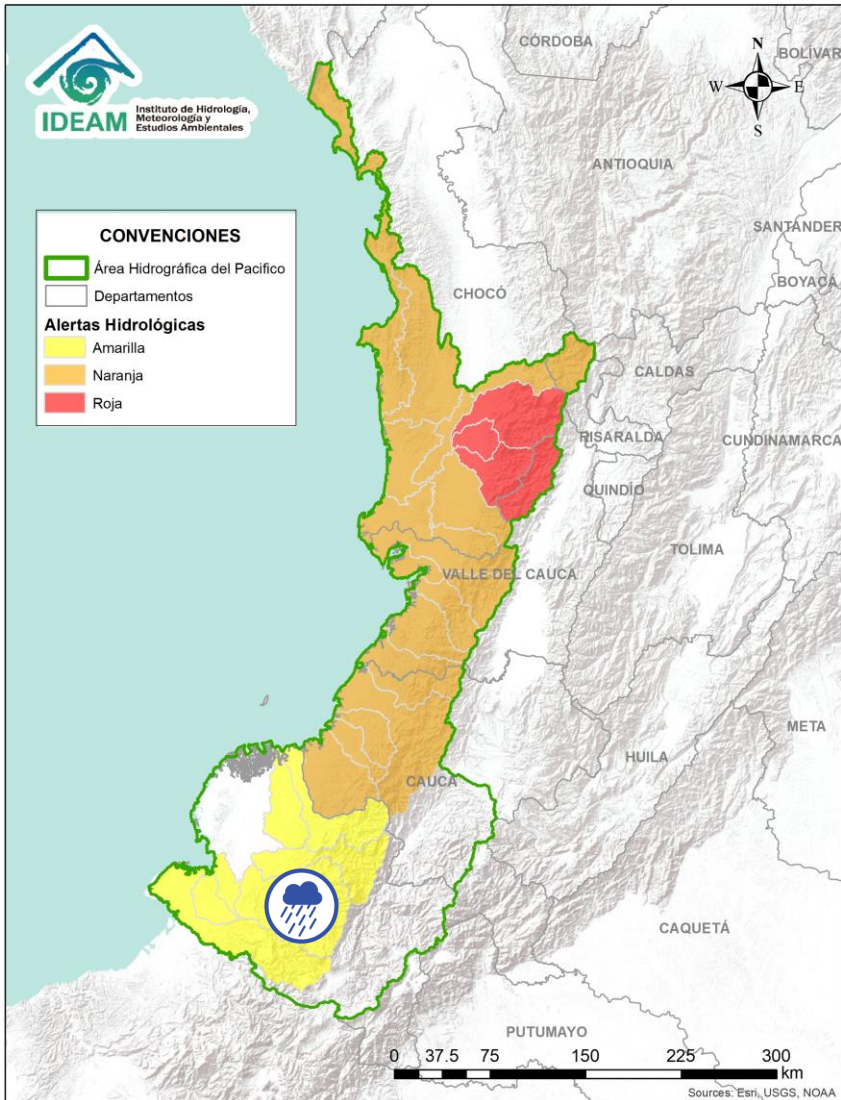 IDEAM
Instituto de Hidrología,
Meteorología y
Estudios Ambientales
N
W E
S
CÓRDOBA
BOLÍVAR
ANTIOQUIA
SANTANDER
BOYACÁ
CONVENCIONES
Área Hidrográfica del Pacifico
Departamentos
Alertas Hidrológicas
Amarilla
Naranja
Roja
CHOCÓ
CALDAS
RISARALDA
CUNDINAMARCA
QUINDÍO
TOLIMA
VALLE DEL CAUCA
META
HUILA
CAUCA
CAQUETÁ
PUTUMAYO
0 37.5 75 150 225 300
km
Sources: Esri, USGS, NOAA